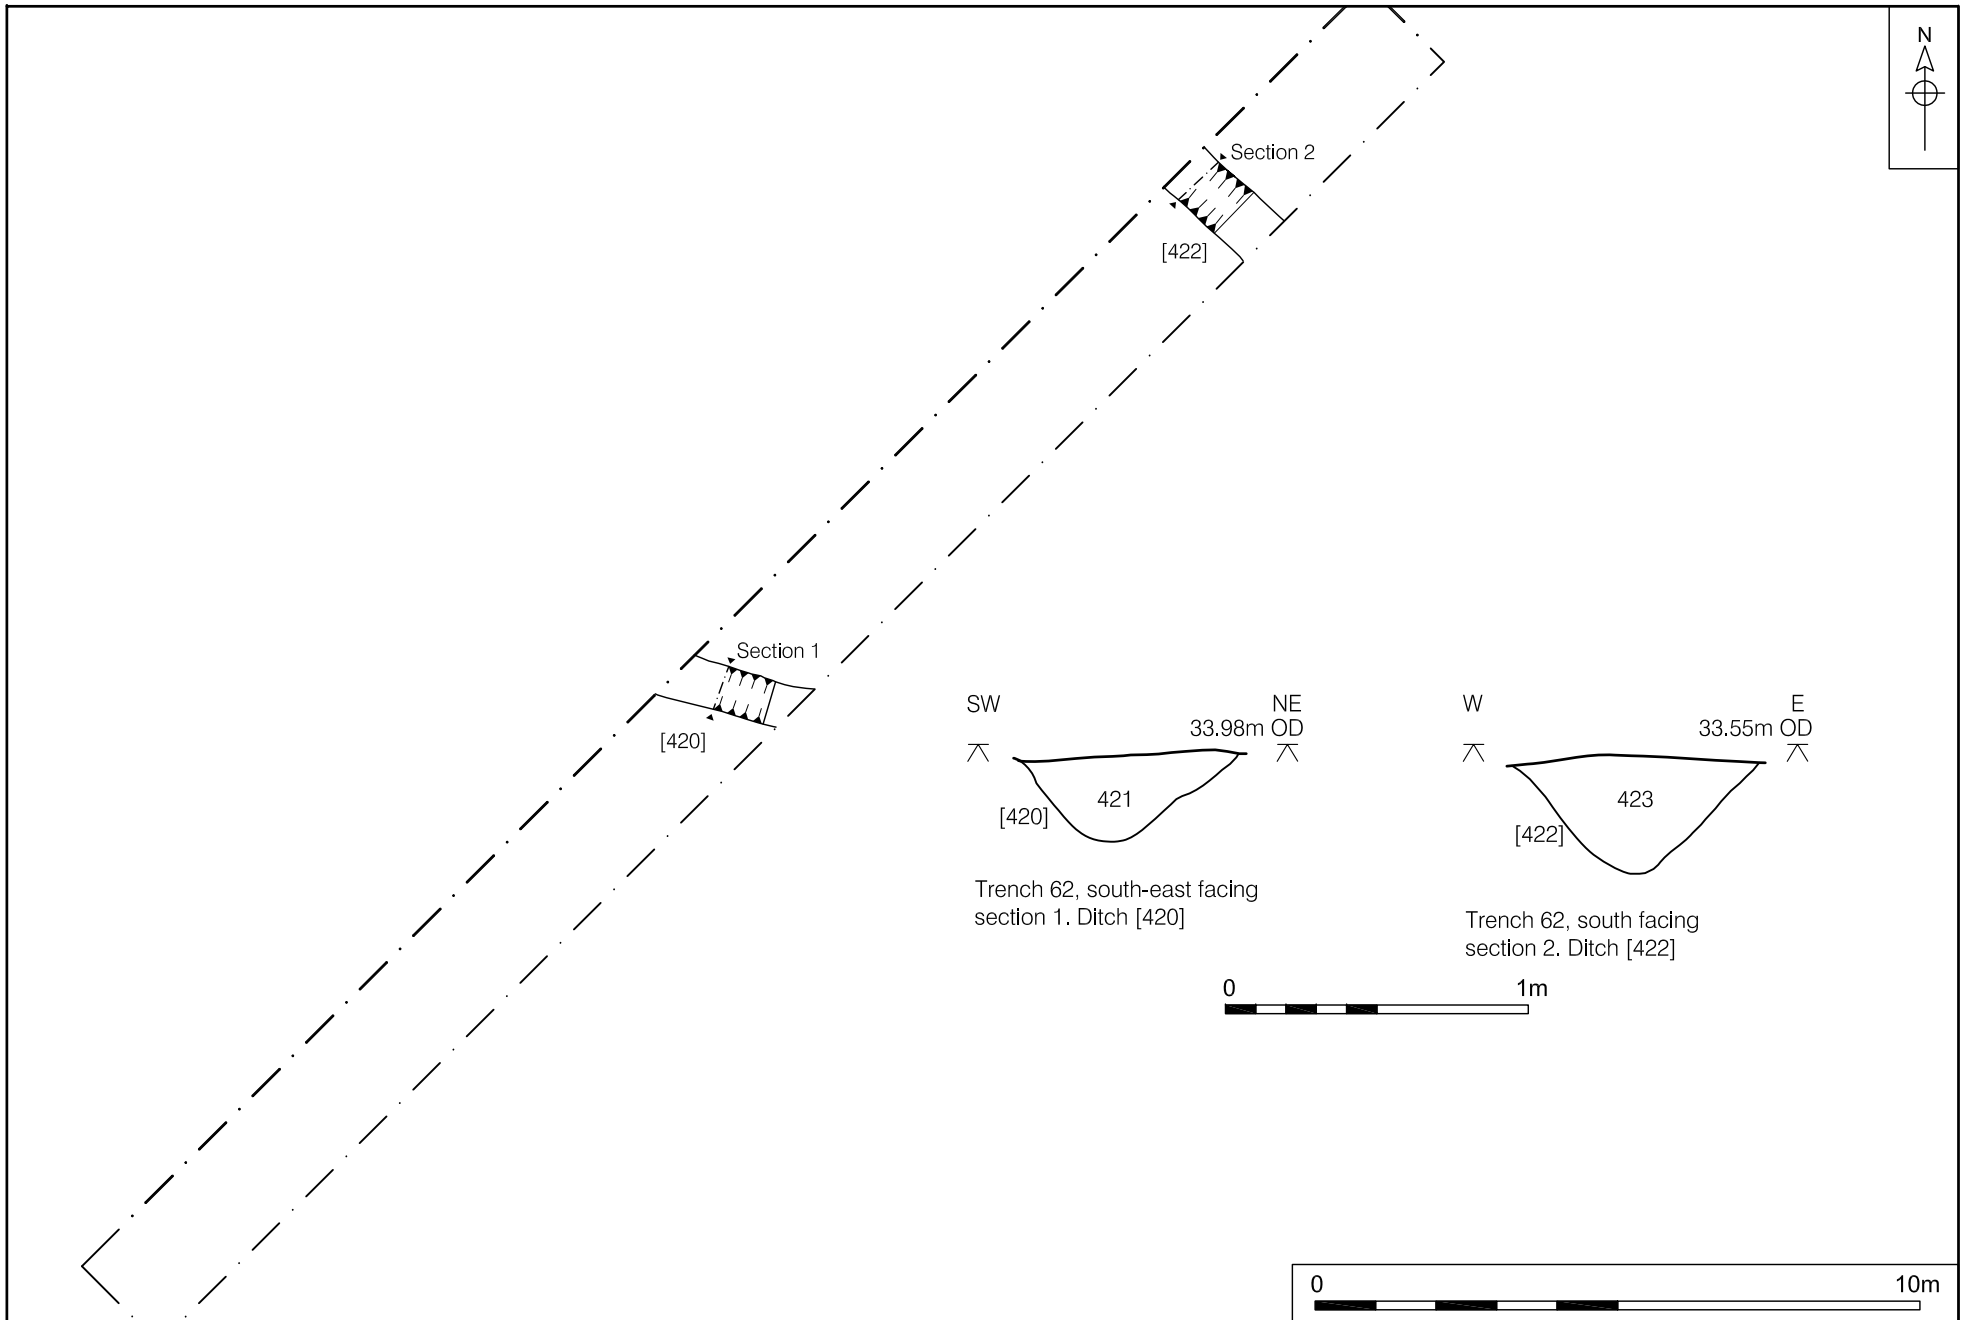 N
Section 2
[422]
Section 1
[420]
SW
NE
33.98m OD
[420]
421
Trench 62, south-east facing
section 1. Ditch [420]
W
E
33.55m OD
[422]
423
Trench 62, south facing
section 2. Ditch [422]
0
1m
0
10m